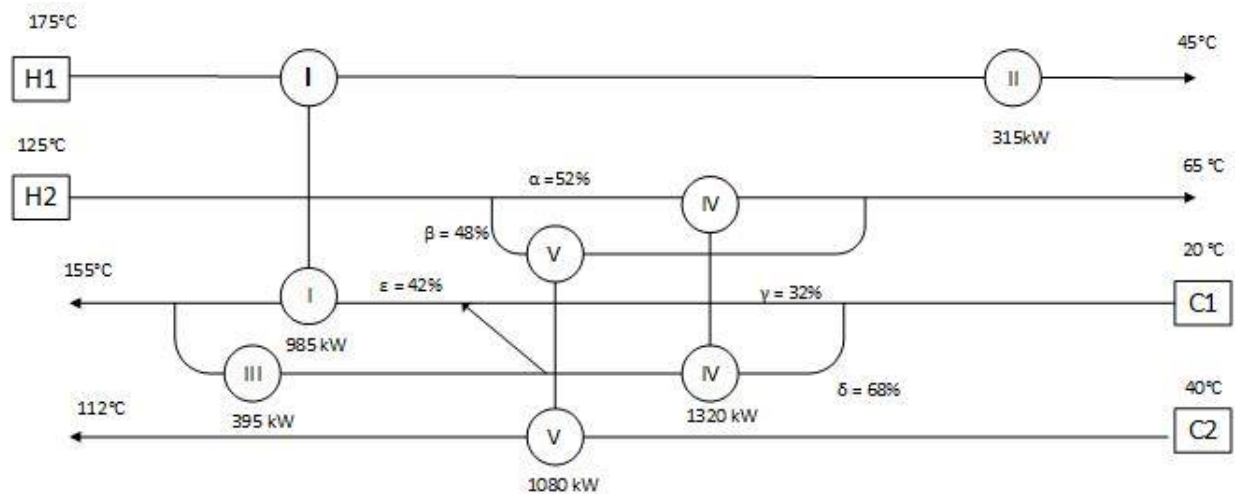 175°C
45°C
H1
I
II
315kW
125°C
65 °C
H2
α =52%
IV
β = 48%
V
20 °C
155°C
ε = 42%
γ = 32%
I
C1
985 kW
III
IV
δ = 68%
395 kW
1320 kW
112°C
40°C
V
C2
1080 kW